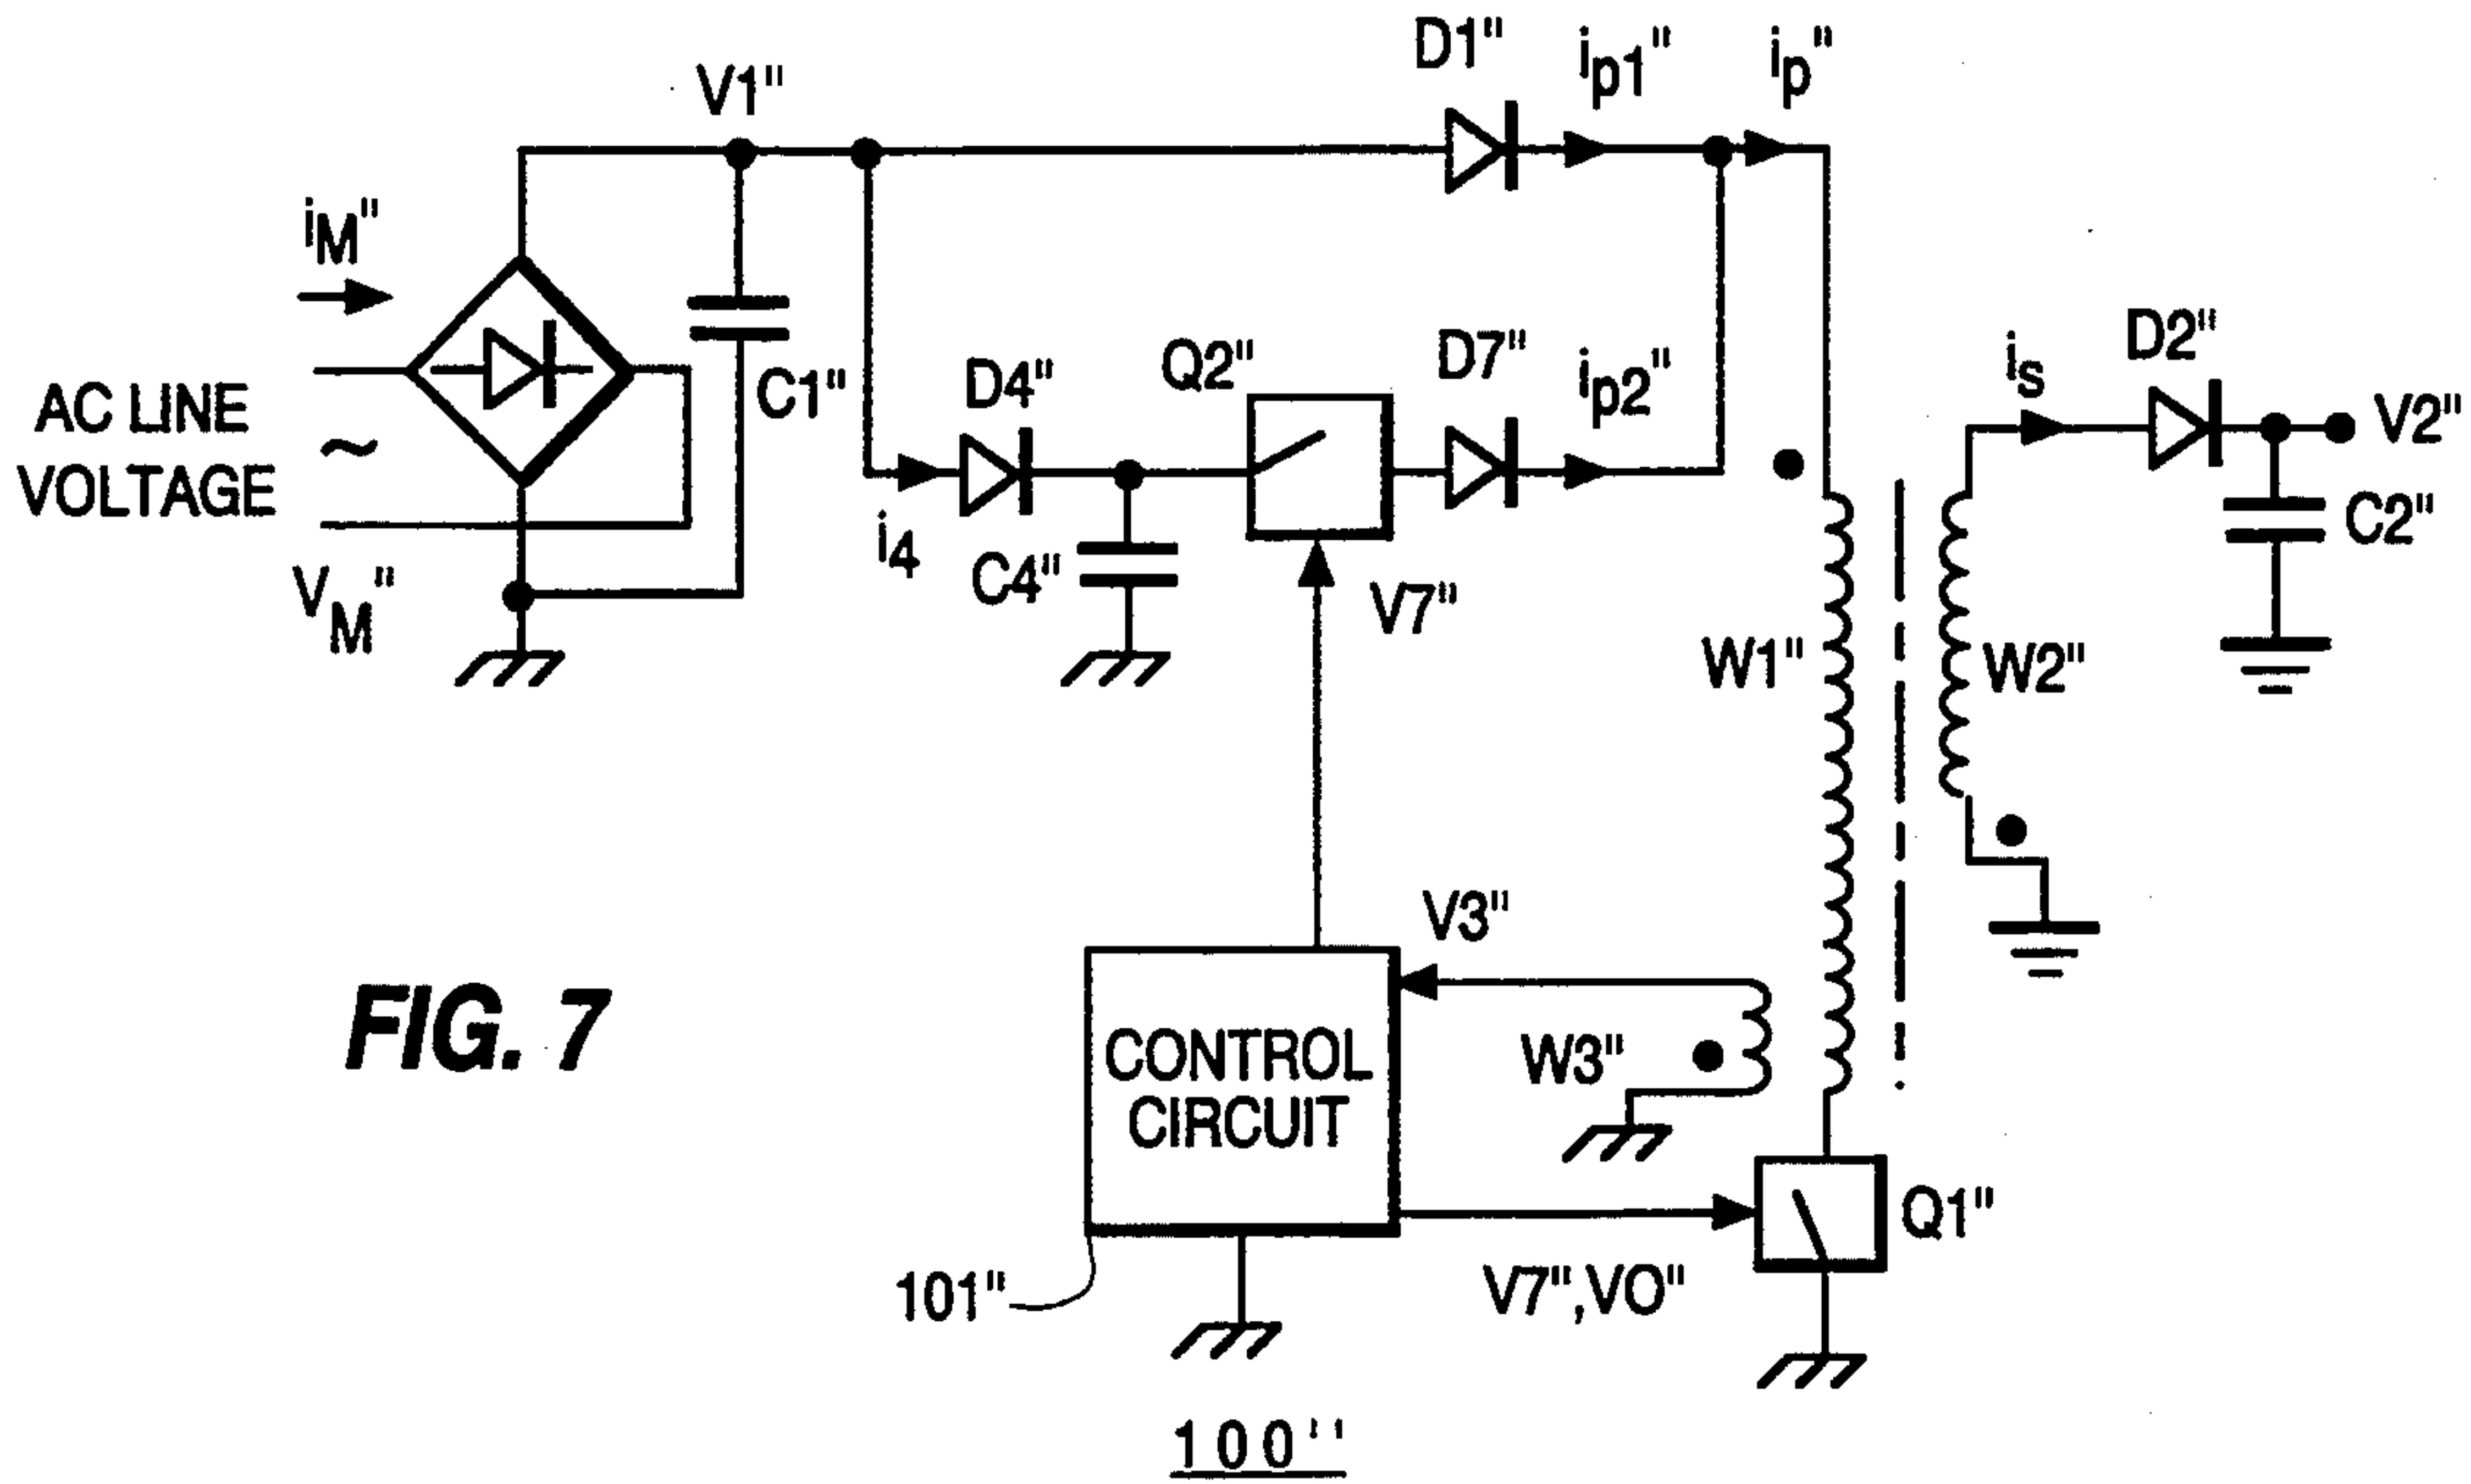 D1"
ip1"
ip"
V1"
iM"
AC LINE
VOLTAGE
~
VM"
C1"
D4"
Q2"
D7"
ip2"
i4
C4"
V7"
iS
D2"
V2"
C2"
W1"
W2"
V3"
W3"
CONTROL
CIRCUIT
Q1"
101"
V7",VO"
FIG. 7
100''